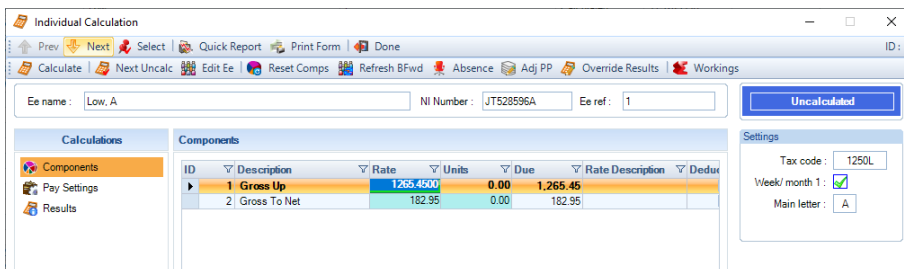 Individual Calculation
Prev Next Select Quick Report Print Form Done ID:
Calculate Next Uncalc Edit Ee Reset Comps Refresh BFwd Absence Adj PP Override Results Workings
Ee name : Low, A NI Number : JT528596A Ee ref : 1 Uncalculated
Calculations Components Settings
Components ID Description Rate Units Due Rate Description Deduc Tax code : 1250L
Pay Settings 1 Gross Up 1265.4500 0.00 1,265.45 Week/ month 1 :
Results 2 Gross To Net 182.95 0.00 182.95 Main letter : A